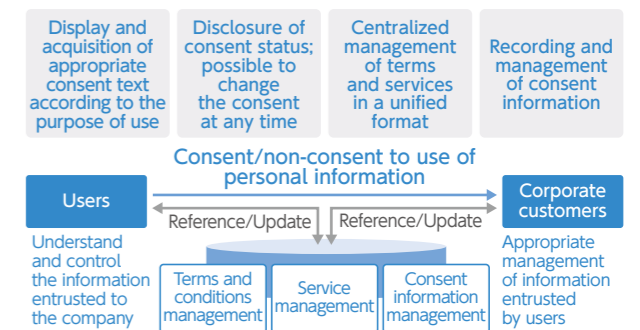 Display and
acquisition of
appropriate
consent text
according to the
purpose of use
Disclosure of
consent status;
possible to
change
the consent
at any time
Centralized
management
of terms
and services
in a unified
format
Recording and
management
of consent
information
Consent/non-consent to use of
personal information
Users
Corporate
customers
Reference/Update
Reference/Update
Understand
and control
the information
entrusted to
the company
Terms and
conditions
management
Service
management
Consent
information
management
Appropriate
management
of information
entrusted
by users